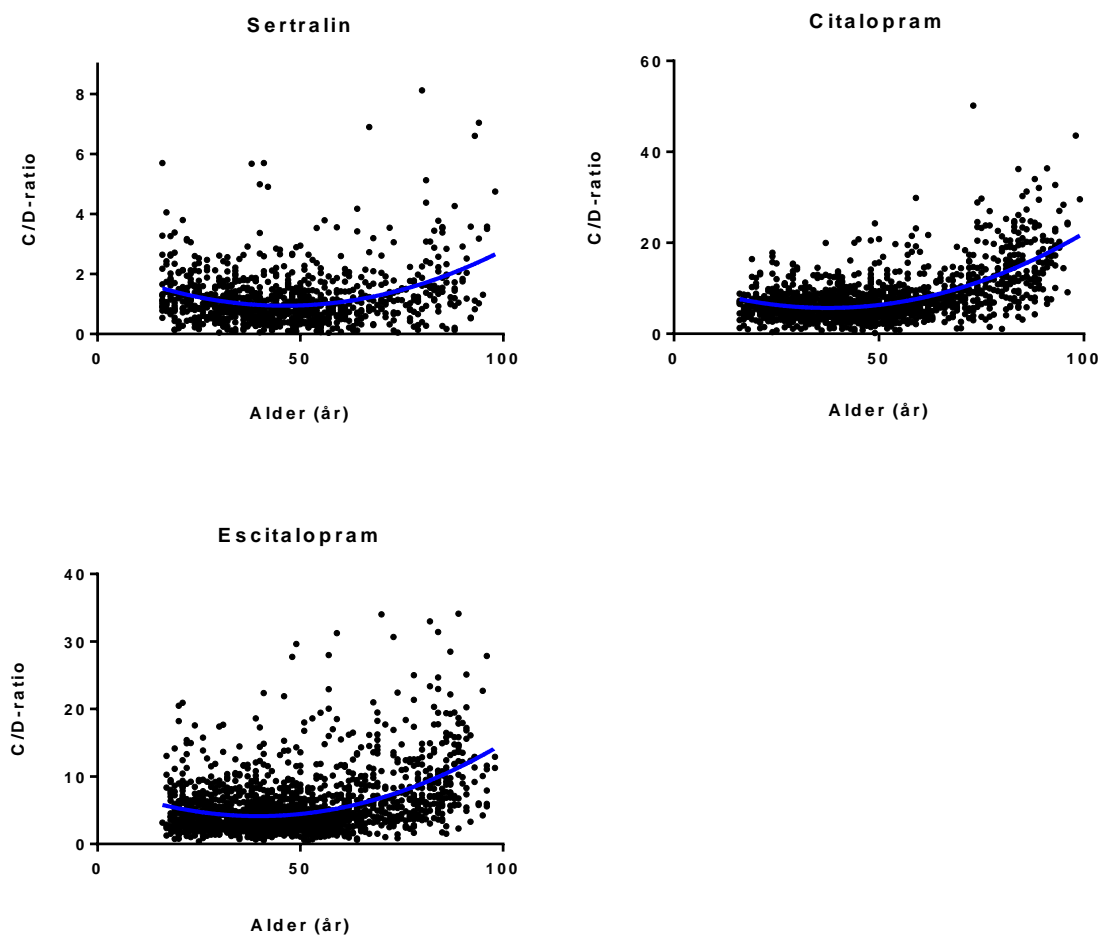 Sertralin
C/D-ratio
8
6
4
2
0
0 50 100
Alder (år)
Citalopram
C/D-ratio
60
40
20
0
0 50 100
Alder (år)
Escitalopram
C/D-ratio
40
30
20
10
0
0 50 100
Alder (år)